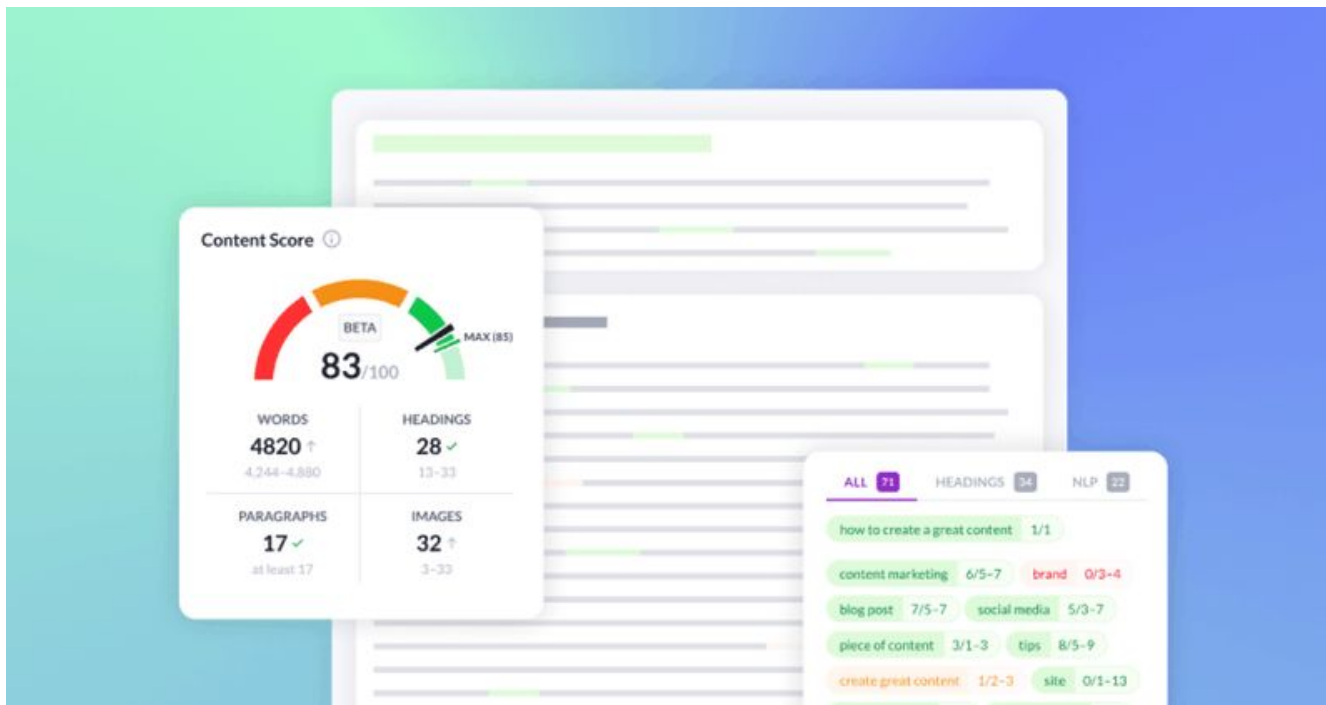 Content Score
BETA
MAX (85)
83/100
WORDS
4820 ↑
4,244-4,880
HEADINGS
28 ✓
13-33
PARAGRAPHS
17 ✓
at least 17
IMAGES
32 ↑
3-33
ALL 71 HEADINGS 34 NLP 22
how to create a great content 1/1
content marketing 6/5-7 brand 0/3-4
blog post 7/5-7 social media 5/3-7
piece of content 3/1-3 tips 8/5-9
create great content 1/2-3 site 0/1-13